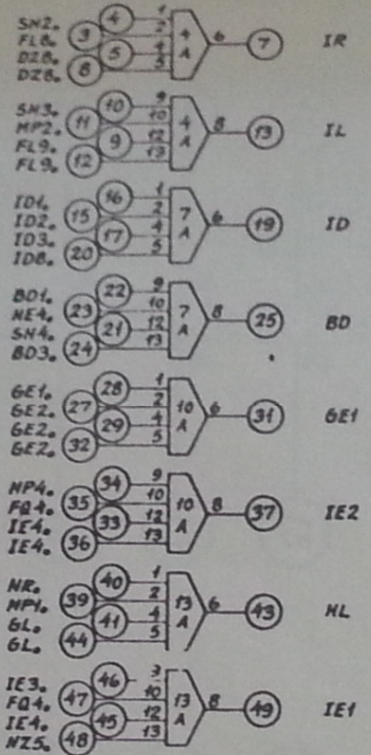 SN2. 4 1
FL8. 3 2 4 6 7 IR
DZ8. 5 4 A
DZ8. 8 5
SN3. 10 9
MP2. 11 10 4 8 13 IL
FL9. 9 12 A
FL9. 12 13
ID1. 16 1
ID2. 15 2 7 6 19 ID
ID3. 17 4 A
ID8. 20 5
BD1. 22 9
NE4. 23 10 7 8 25 BD
SN4. 21 12 A
BD3. 24 13
GE1. 28 1
GE2. 27 2 10 6 31 GE1
GE2. 29 4 A
GE2. 32 5
MP4. 34 9
FQ4. 35 10 10 8 37 IE2
IE4. 33 12 A
IE4. 36 13
NR. 40 1
MP1. 39 2 13 6 43 ML
GL. 41 4 A
GL. 44 5
IE3. 46
FQ4. 47 10 13 8 49 IE1
IE4. 45 12 A
NZ5. 48 13